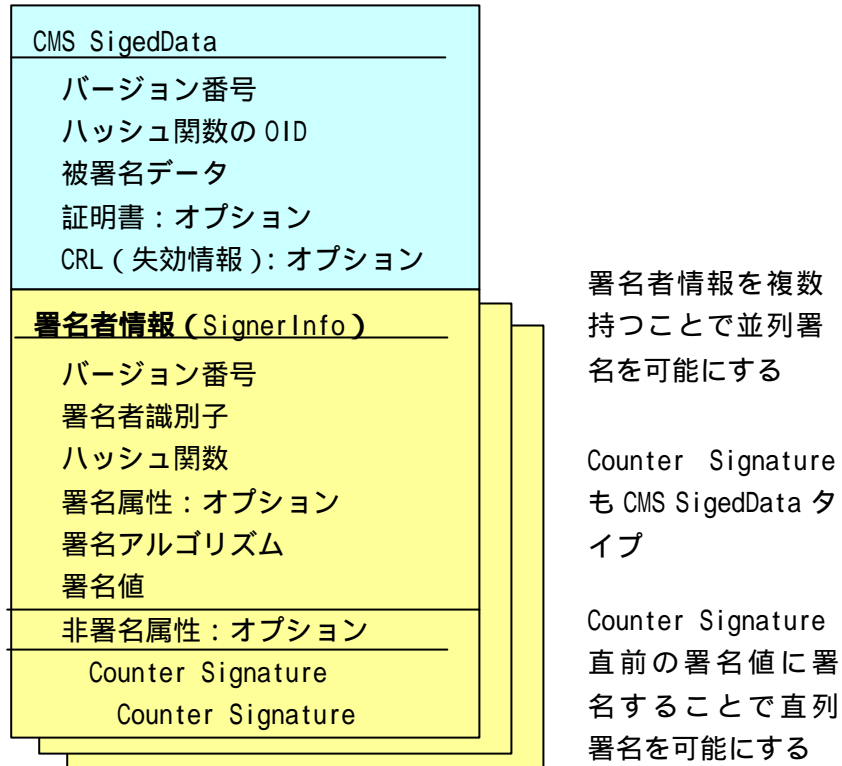 CMS SigedData
バージョン番号
ハッシュ関数の OID
被署名データ
証明書：オプション
CRL（失効情報）：オプション
署名者情報（SignerInfo）
バージョン番号
署名者識別子
ハッシュ関数
署名属性：オプション
署名アルゴリズム
署名値
非署名属性：オプション
Counter Signature
Counter Signature
署名者情報を複数
持つことで並列署
名を可能にする
Counter Signature
も CMS SigedData タ
イプ
Counter Signature
直前の署名値に署
名することで直列
署名を可能にする